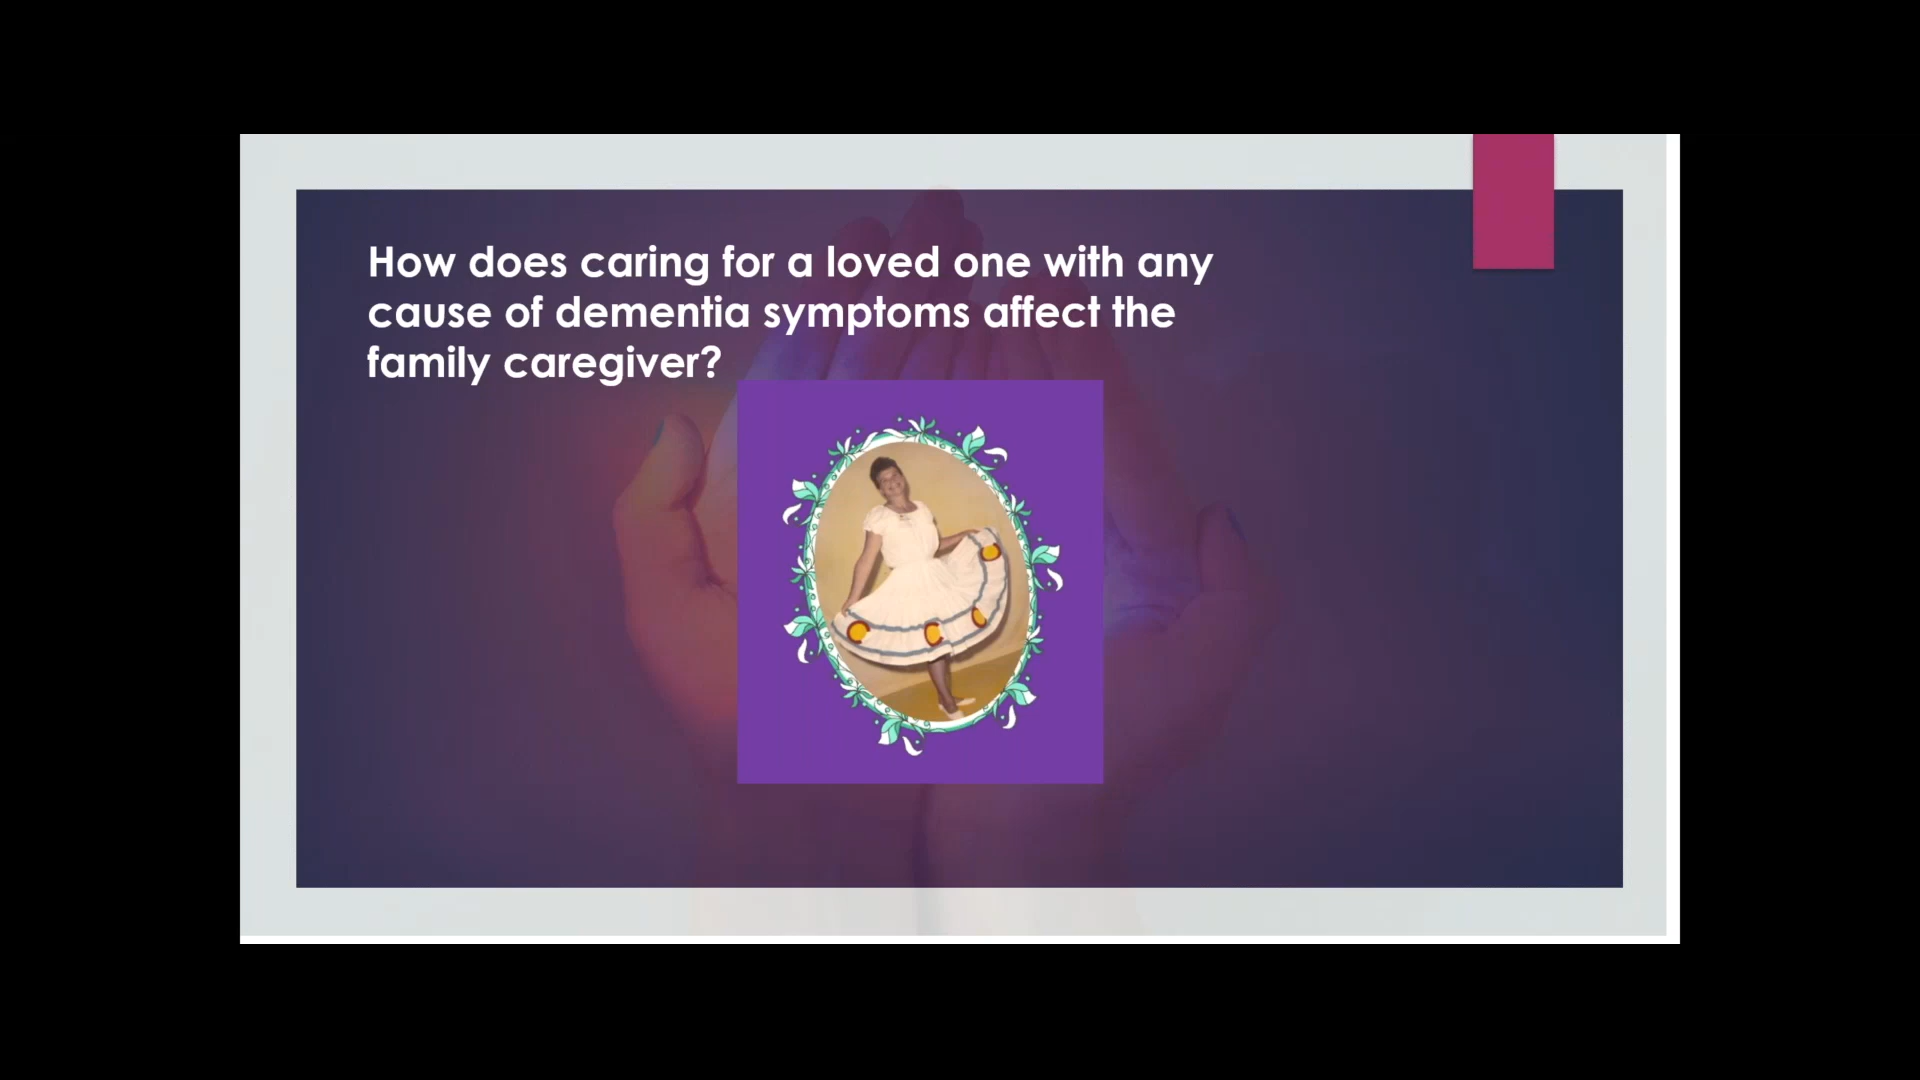 How does caring for a loved one with any
cause of dementia symptoms affect the
family caregiver?